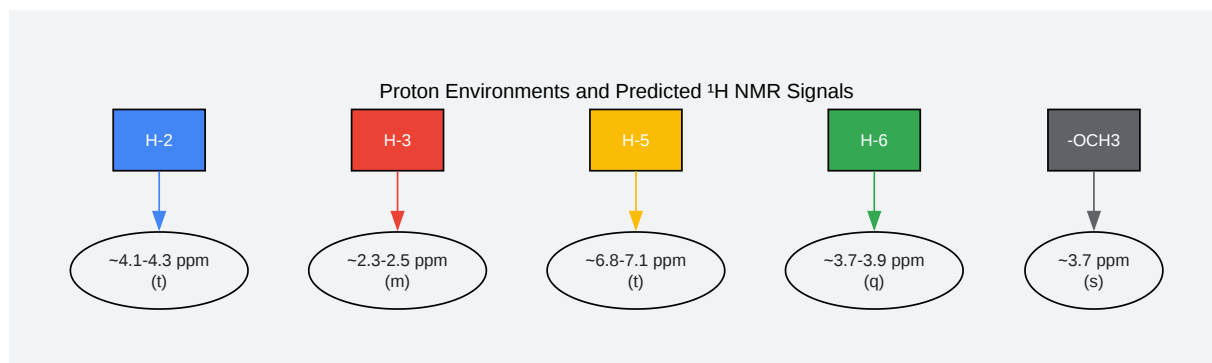 Proton Environments and Predicted ¹H NMR Signals
H-2
H-3
H-5
H-6
-OCH3
~4.1-4.3 ppm
(t)
~2.3-2.5 ppm
(m)
~6.8-7.1 ppm
(t)
~3.7-3.9 ppm
(q)
~3.7 ppm
(s)